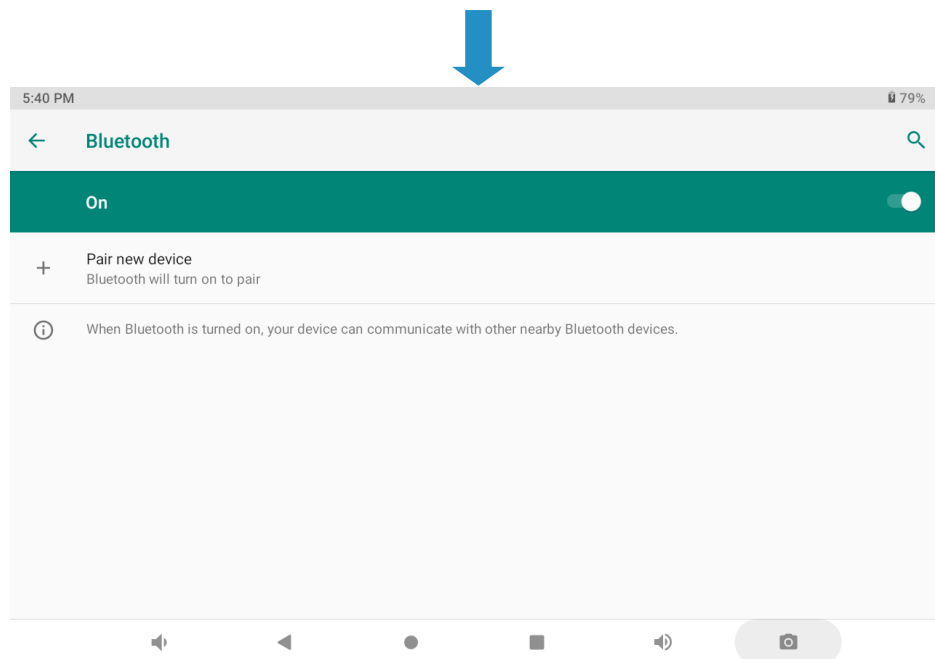 5:40 PM 79%
Bluetooth
On
Pair new device
Bluetooth will turn on to pair
When Bluetooth is turned on, your device can communicate with other nearby Bluetooth devices.